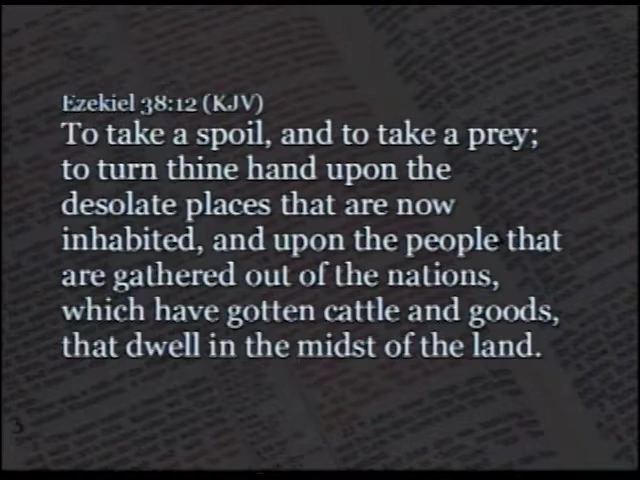 Ezekiel 38:12 (KJV)
To take a spoil, and to take a prey;
to turn thine hand upon the
desolate places that are now
inhabited, and upon the people that
are gathered out of the nations,
which have gotten cattle and goods,
that dwell in the midst of the land.